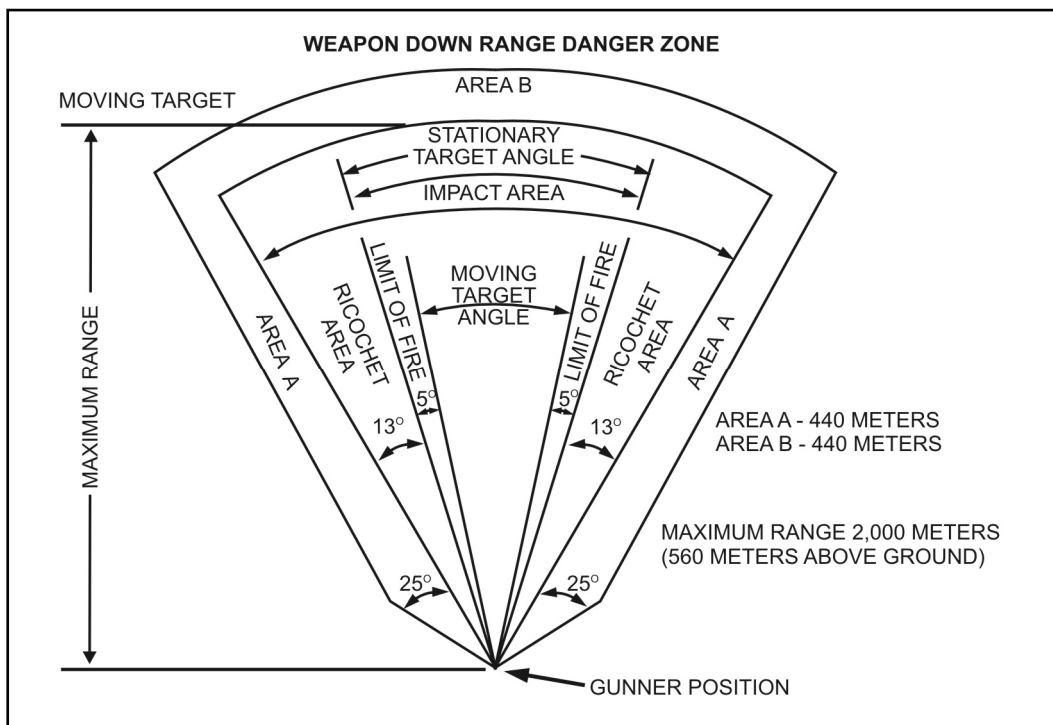 WEAPON DOWN RANGE DANGER ZONE
AREA B
MOVING TARGET
STATIONARY
TARGET ANGLE
IMPACT AREA
MAXIMUM RANGE
AREA A
RICOCHET
AREA
LIMIT OF FIRE
MOVING
TARGET
ANGLE
LIMIT OF FIRE
RICOCHET
AREA
AREA A
5°
5°
13°
13°
AREA A - 440 METERS
AREA B - 440 METERS
MAXIMUM RANGE 2,000 METERS
(560 METERS ABOVE GROUND)
25°
25°
GUNNER POSITION